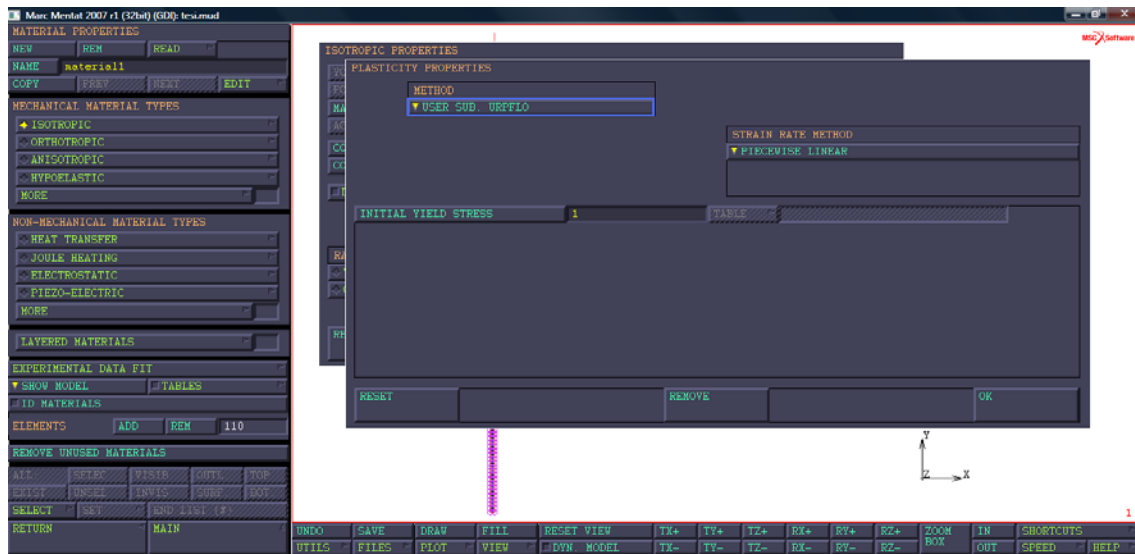 Marc Mentat 2007 r1 (32bit) (GDI): tesi.mud
MATERIAL PROPERTIES
NEW REM READ
NAME material1
COPY PREV NEXT EDIT
MECHANICAL MATERIAL TYPES
ISOTROPIC
ORTHOTROPIC
ANISOTROPIC
HYPOELASTIC
MORE
NON-MECHANICAL MATERIAL TYPES
HEAT TRANSFER
JOULE HEATING
ELECTROSTATIC
PIEZO-ELECTRIC
MORE
LAYERED MATERIALS
EXPERIMENTAL DATA FIT
SHOW MODEL TABLES
ID MATERIALS
ELEMENTS ADD REM 110
REMOVE UNUSED MATERIALS
ALL SELEC VISIB OUTL TOP
EXIST UNSEL INVIS SURF BOT
SELECT SET END LIST (#)
RETURN MAIN
MSC Software
ISOTROPIC PROPERTIES
PLASTICITY PROPERTIES
METHOD
USER SUB. URPFLO
STRAIN RATE METHOD
PIECEWISE LINEAR
INITIAL YIELD STRESS 1 TABLE
RESET REMOVE OK
Y
Z X
1
UNDO SAVE DRAW FILL RESET VIEW TX+ TY+ TZ+ RX+ RY+ RZ+ ZOOM BOX IN SHORTCUTS
UTILS FILES PLOT VIEW DYN. MODEL TX- TY- TZ- RX- RY- RZ- OUT SPEED HELP